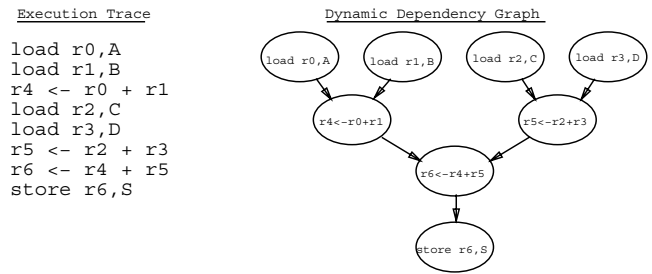 Execution Trace
load r0,A
load r1,B
r4 <- r0 + r1
load r2,C
load r3,D
r5 <- r2 + r3
r6 <- r4 + r5
store r6,S
Dynamic Dependency Graph
load r0,A
load r1,B
load r2,C
load r3,D
r4<-r0+r1
r5<-r2+r3
r6<-r4+r5
store r6,S